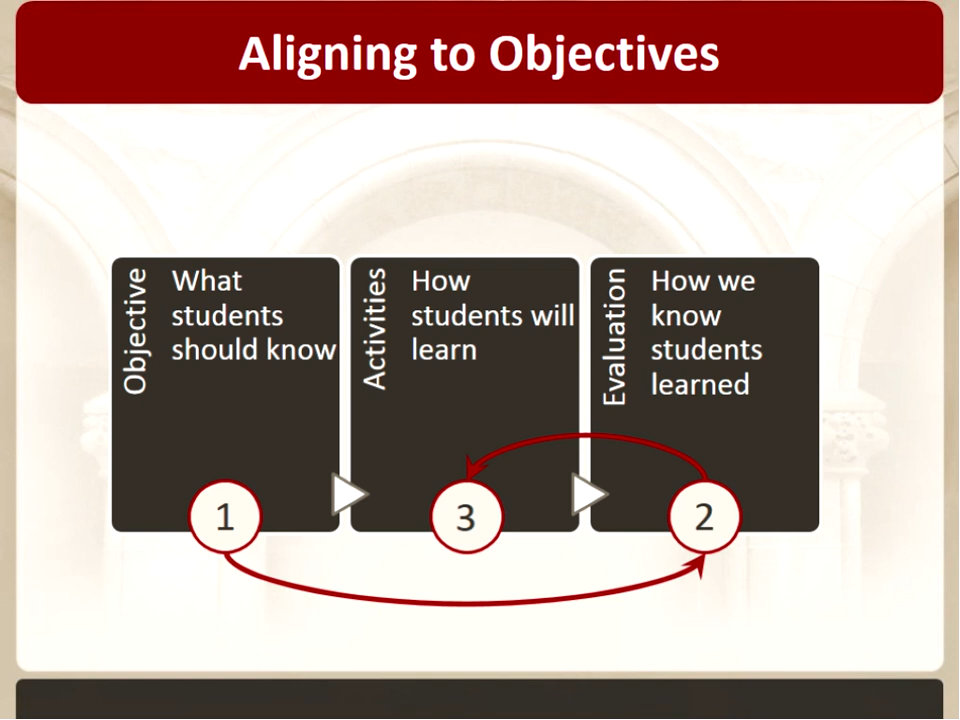 Aligning to Objectives
Objective
What
students
should know
Activities
How
students will
learn
Evaluation
How we
know
students
learned
1
3
2